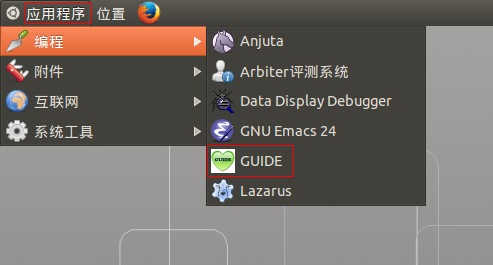 应用程序 位置
编程
附件
互联网
系统工具
Anjuta
Arbiter评测系统
Data Display Debugger
GNU Emacs 24
GUIDE GUIDE
Lazarus